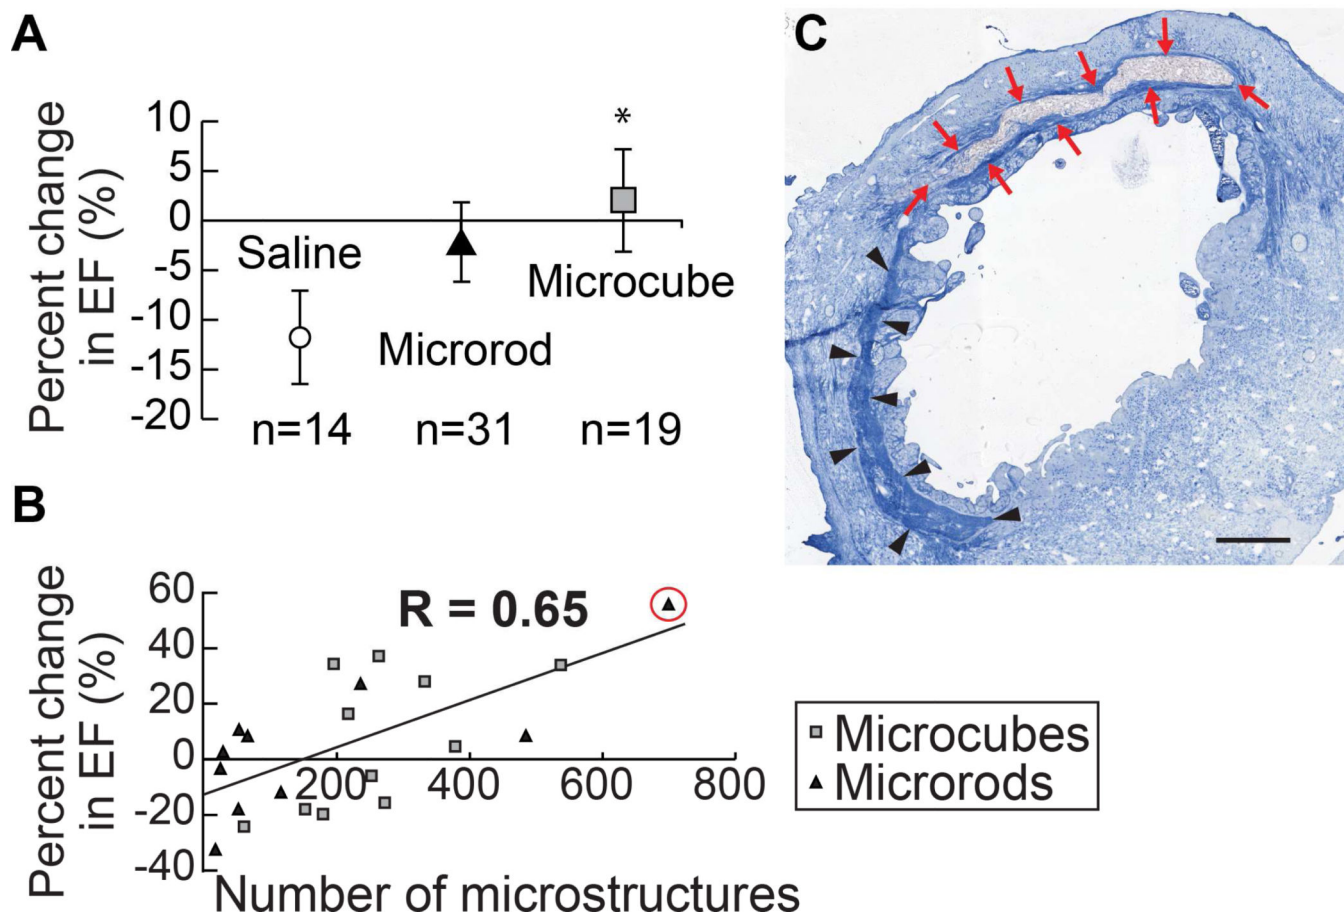 A
Percent change
in EF (%)
10
5
0
-5
-10
-15
-20
*
Saline
Microrod
Microcube
n=14
n=31
n=19
B
Percent change
in EF (%)
60
40
20
0
-20
-40
R = 0.65
200
400
600
800
Number of microstructures
Microcubes
Microrods
C